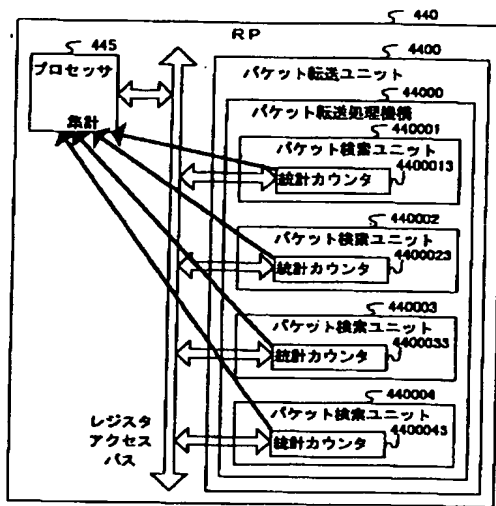 440
RP
445
4400
プロセッサ
集計
パケット転送ユニット
44000
パケット転送処理機構
440001
パケット検索ユニット
4400013
統計カウンタ
440002
パケット検索ユニット
4400023
統計カウンタ
440003
パケット検索ユニット
4400033
統計カウンタ
440004
パケット検索ユニット
4400043
統計カウンタ
レジスタ
アクセス
バス